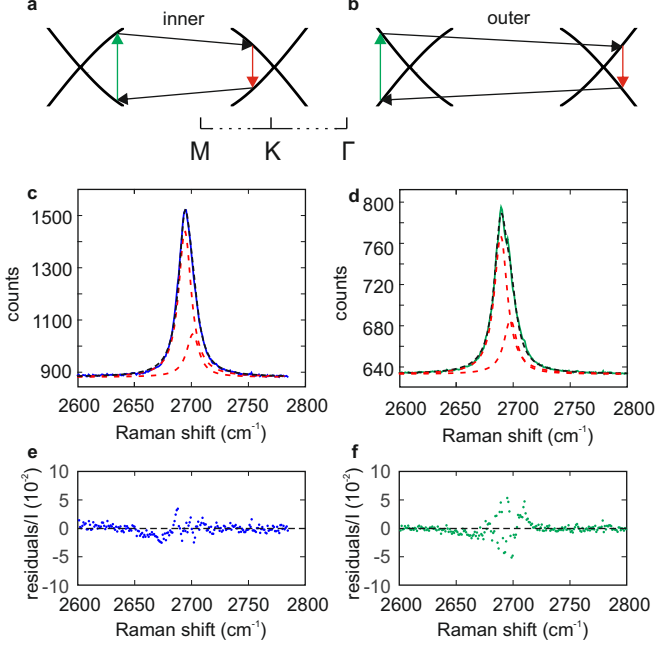 a inner b outer
M K Γ
c d
1500
1300
1100
900
counts
2600 2650 2700 2750 2800
Raman shift (cm⁻¹)
800
760
720
680
640
counts
2600 2650 2700 2750 2800
Raman shift (cm⁻¹)
e f
10
5
0
-5
-10
residuals/I (10⁻²)
2600 2650 2700 2750 2800
Raman shift (cm⁻¹)
10
5
0
-5
-10
residuals/I (10⁻²)
2600 2650 2700 2750 2800
Raman shift (cm⁻¹)